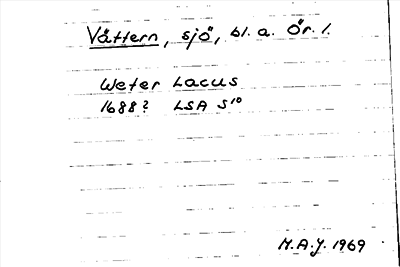 Vättern, sjö, bl. a. Ör. l.
Weter Lacus
1688? LSA S¹⁰
M.A.J. 1969